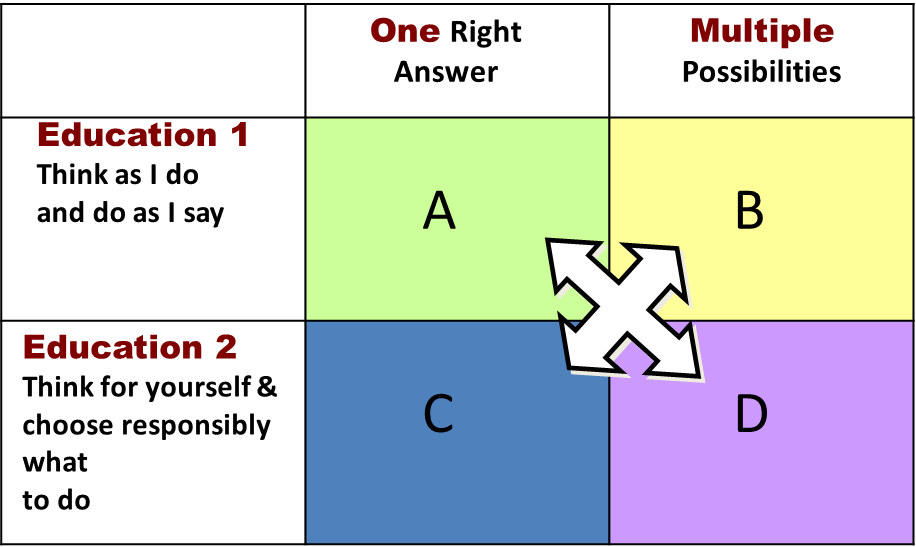 One Right
Answer
Multiple
Possibilities
Education 1
Think as I do
and do as I say
A
B
Education 2
Think for yourself &
choose responsibly
what
to do
C
D